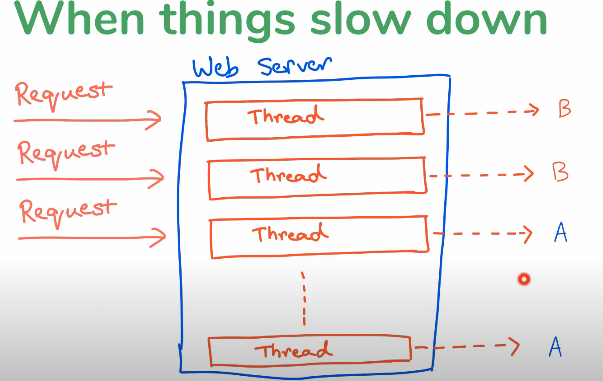 When things slow down
Web Server
Request
Thread
B
Request
Thread
B
Request
Thread
A
Thread
A